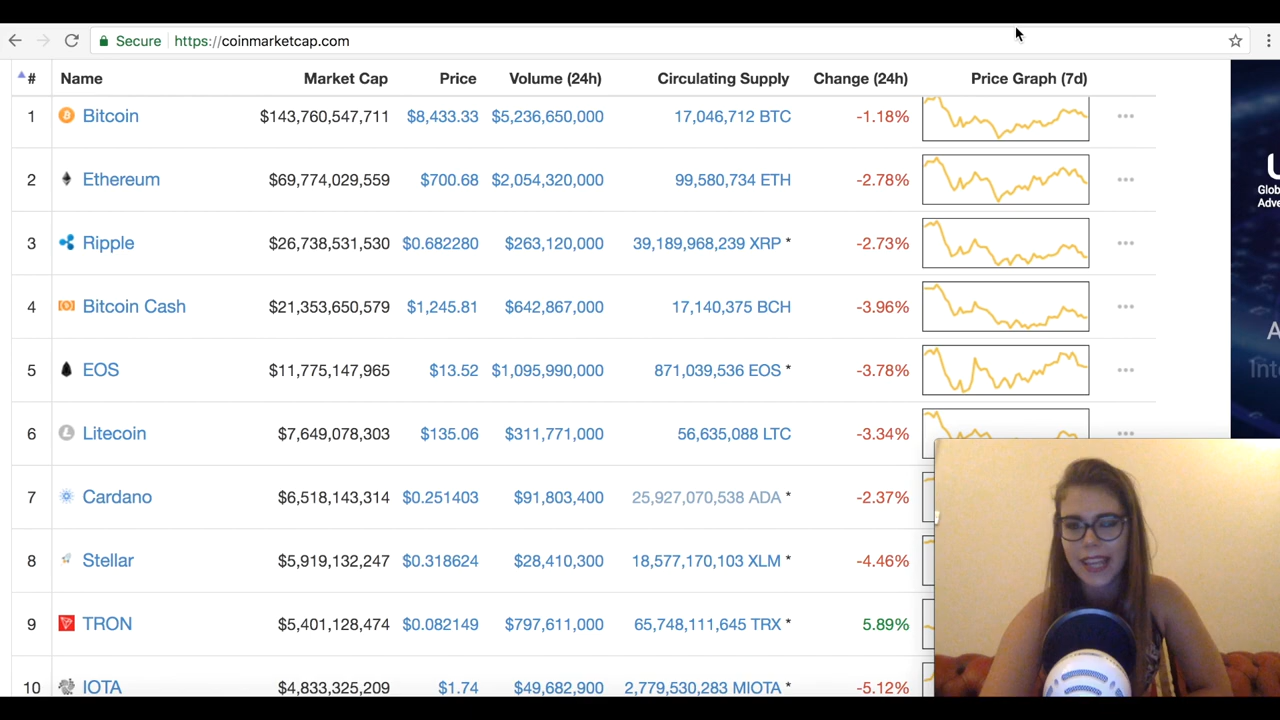 Secure https://coinmarketcap.com
# Name Market Cap Price Volume (24h) Circulating Supply Change (24h) Price Graph (7d)
1 Bitcoin $143,760,547,711 $8,433.33 $5,236,650,000 17,046,712 BTC -1.18%
2 Ethereum $69,774,029,559 $700.68 $2,054,320,000 99,580,734 ETH -2.78%
3 Ripple $26,738,531,530 $0.682280 $263,120,000 39,189,968,239 XRP * -2.73%
4 Bitcoin Cash $21,353,650,579 $1,245.81 $642,867,000 17,140,375 BCH -3.96%
5 EOS $11,775,147,965 $13.52 $1,095,990,000 871,039,536 EOS * -3.78%
6 Litecoin $7,649,078,303 $135.06 $311,771,000 56,635,088 LTC -3.34%
7 Cardano $6,518,143,314 $0.251403 $91,803,400 25,927,070,538 ADA * -2.37%
8 Stellar $5,919,132,247 $0.318624 $28,410,300 18,577,170,103 XLM * -4.46%
9 TRON $5,401,128,474 $0.082149 $797,611,000 65,748,111,645 TRX * 5.89%
10 IOTA $4,833,325,209 $1.74 $49,682,900 2,779,530,283 MIOTA * -5.12%